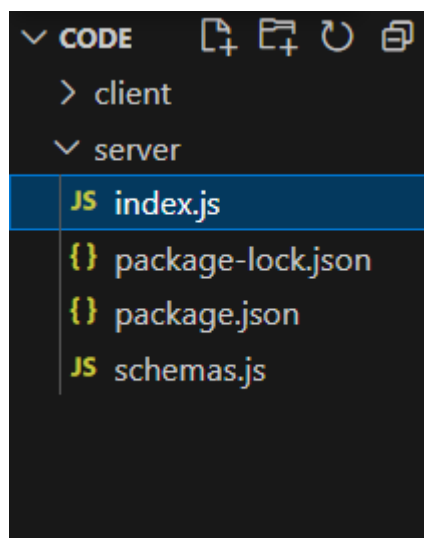 CODE
client
server
JS index.js
{} package-lock.json
{} package.json
JS schemas.js